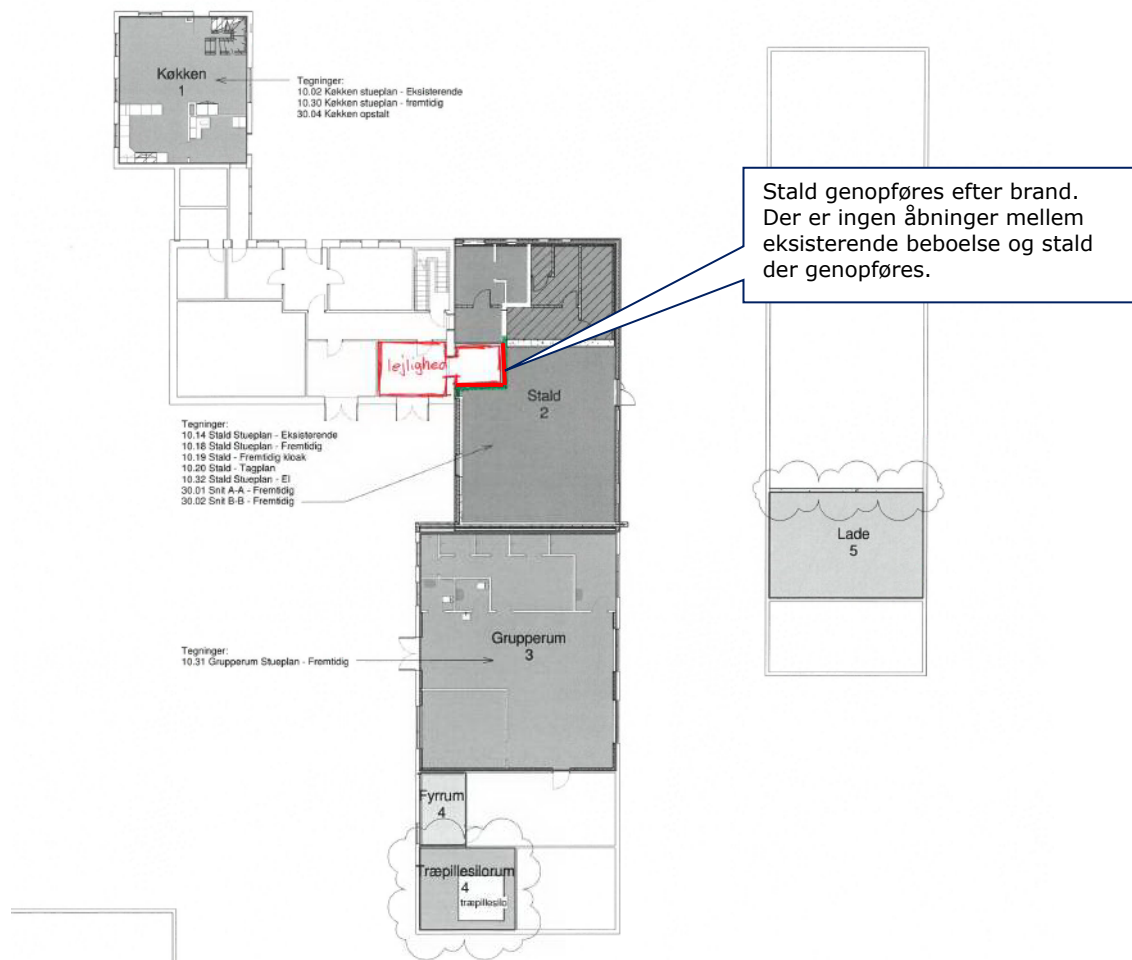 Køkken
1
Tegninger:
10.02 Køkken stueplan - Eksisterende
10.30 Køkken stueplan - fremtidig
30.04 Køkken opstalt
Stald genopføres efter brand.
Der er ingen åbninger mellem
eksisterende beboelse og stald
der genopføres.
lejlighed
Stald
2
Tegninger:
10.14 Stald Stueplan - Eksisterende
10.18 Stald Stueplan - Fremtidig
10.19 Stald - Fremtidig kloak
10.20 Stald - Tagplan
10.32 Stald Stueplan - El
30.01 Snit A-A - Fremtidig
30.02 Snit B-B - Fremtidig
Lade
5
Grupperum
3
Tegninger:
10.31 Grupperum Stueplan - Fremtidig
Fyrrum
4
Træpillesilorum
4
træpillesilo